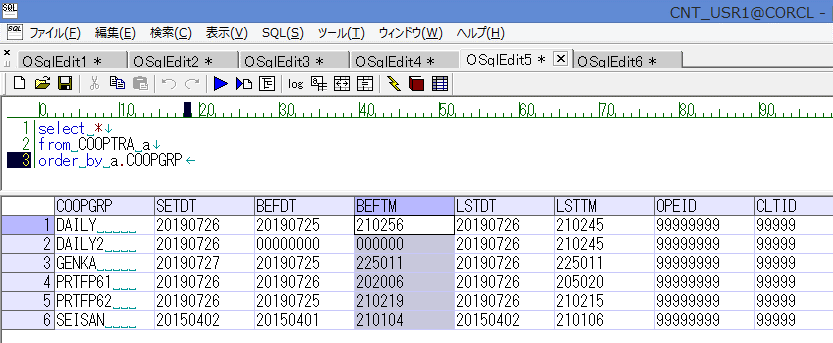 CNT_USR1@CORCL -
ファイル(F) 編集(E) 検索(C) 表示(V) SQL(S) ツール(T) ウィンドウ(W) ヘルプ(H)
OSqlEdit1 * OSqlEdit2 * OSqlEdit3 * OSqlEdit4 * OSqlEdit5 * OSqlEdit6 *
log
0 10 20 30 40 50 60 70 80 90
1 select *↓
2 from COOPTRA a↓
3 order by a.COOPGRP←
COOPGRP SETDT BEFDT BEFTM LSTDT LSTTM OPEID CLTID
1 DAILY 20190726 20190725 210256 20190726 210245 99999999 99999
2 DAILY2 20190726 00000000 000000 20190726 210245 99999999 99999
3 GENKA 20190727 20190725 225011 20190726 225011 99999999 99999
4 PRTFP61 20190726 20190725 202006 20190726 205020 99999999 99999
5 PRTFP62 20190726 20190725 210219 20190726 210215 99999999 99999
6 SEISAN 20150402 20150401 210104 20150402 210106 99999999 99999